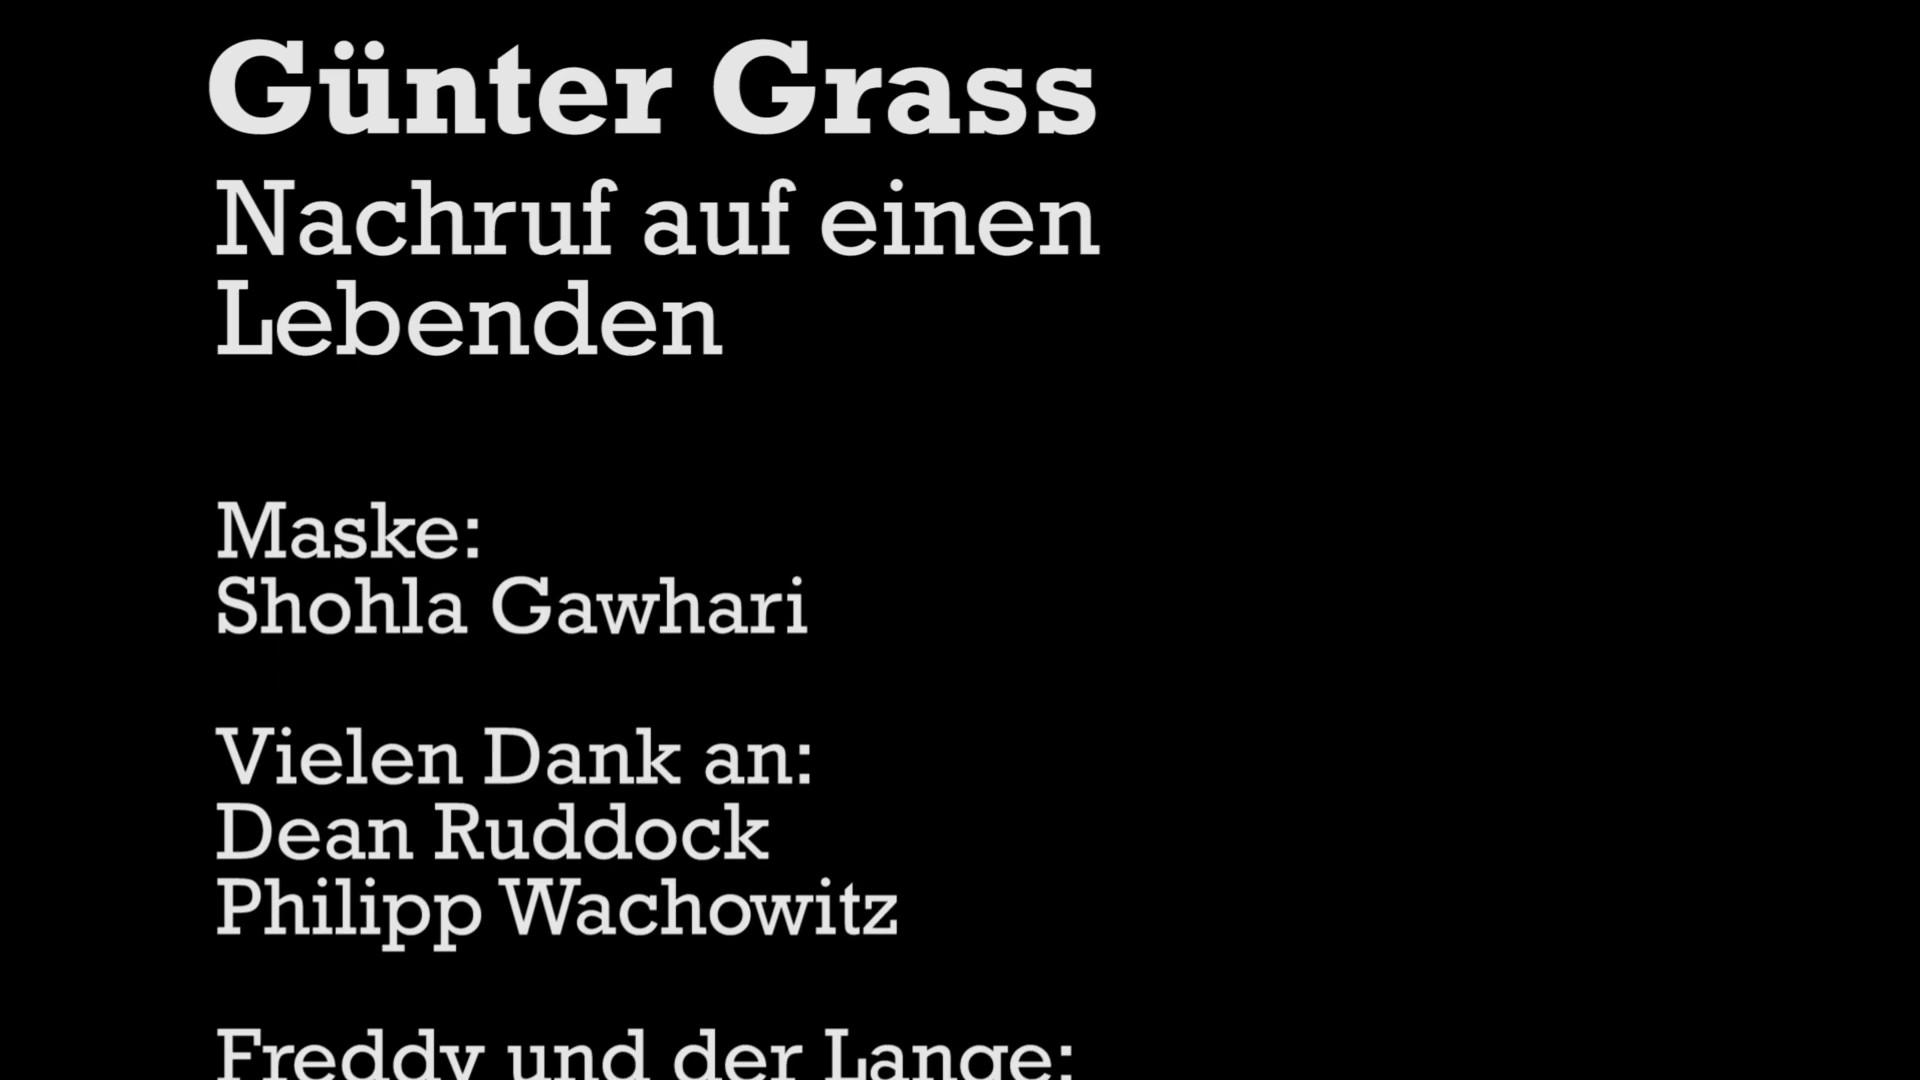 Günter Grass
Nachruf auf einen
Lebenden
Maske:
Shohla Gawhari
Vielen Dank an:
Dean Ruddock
Philipp Wachowitz
Freddy und der Lange: